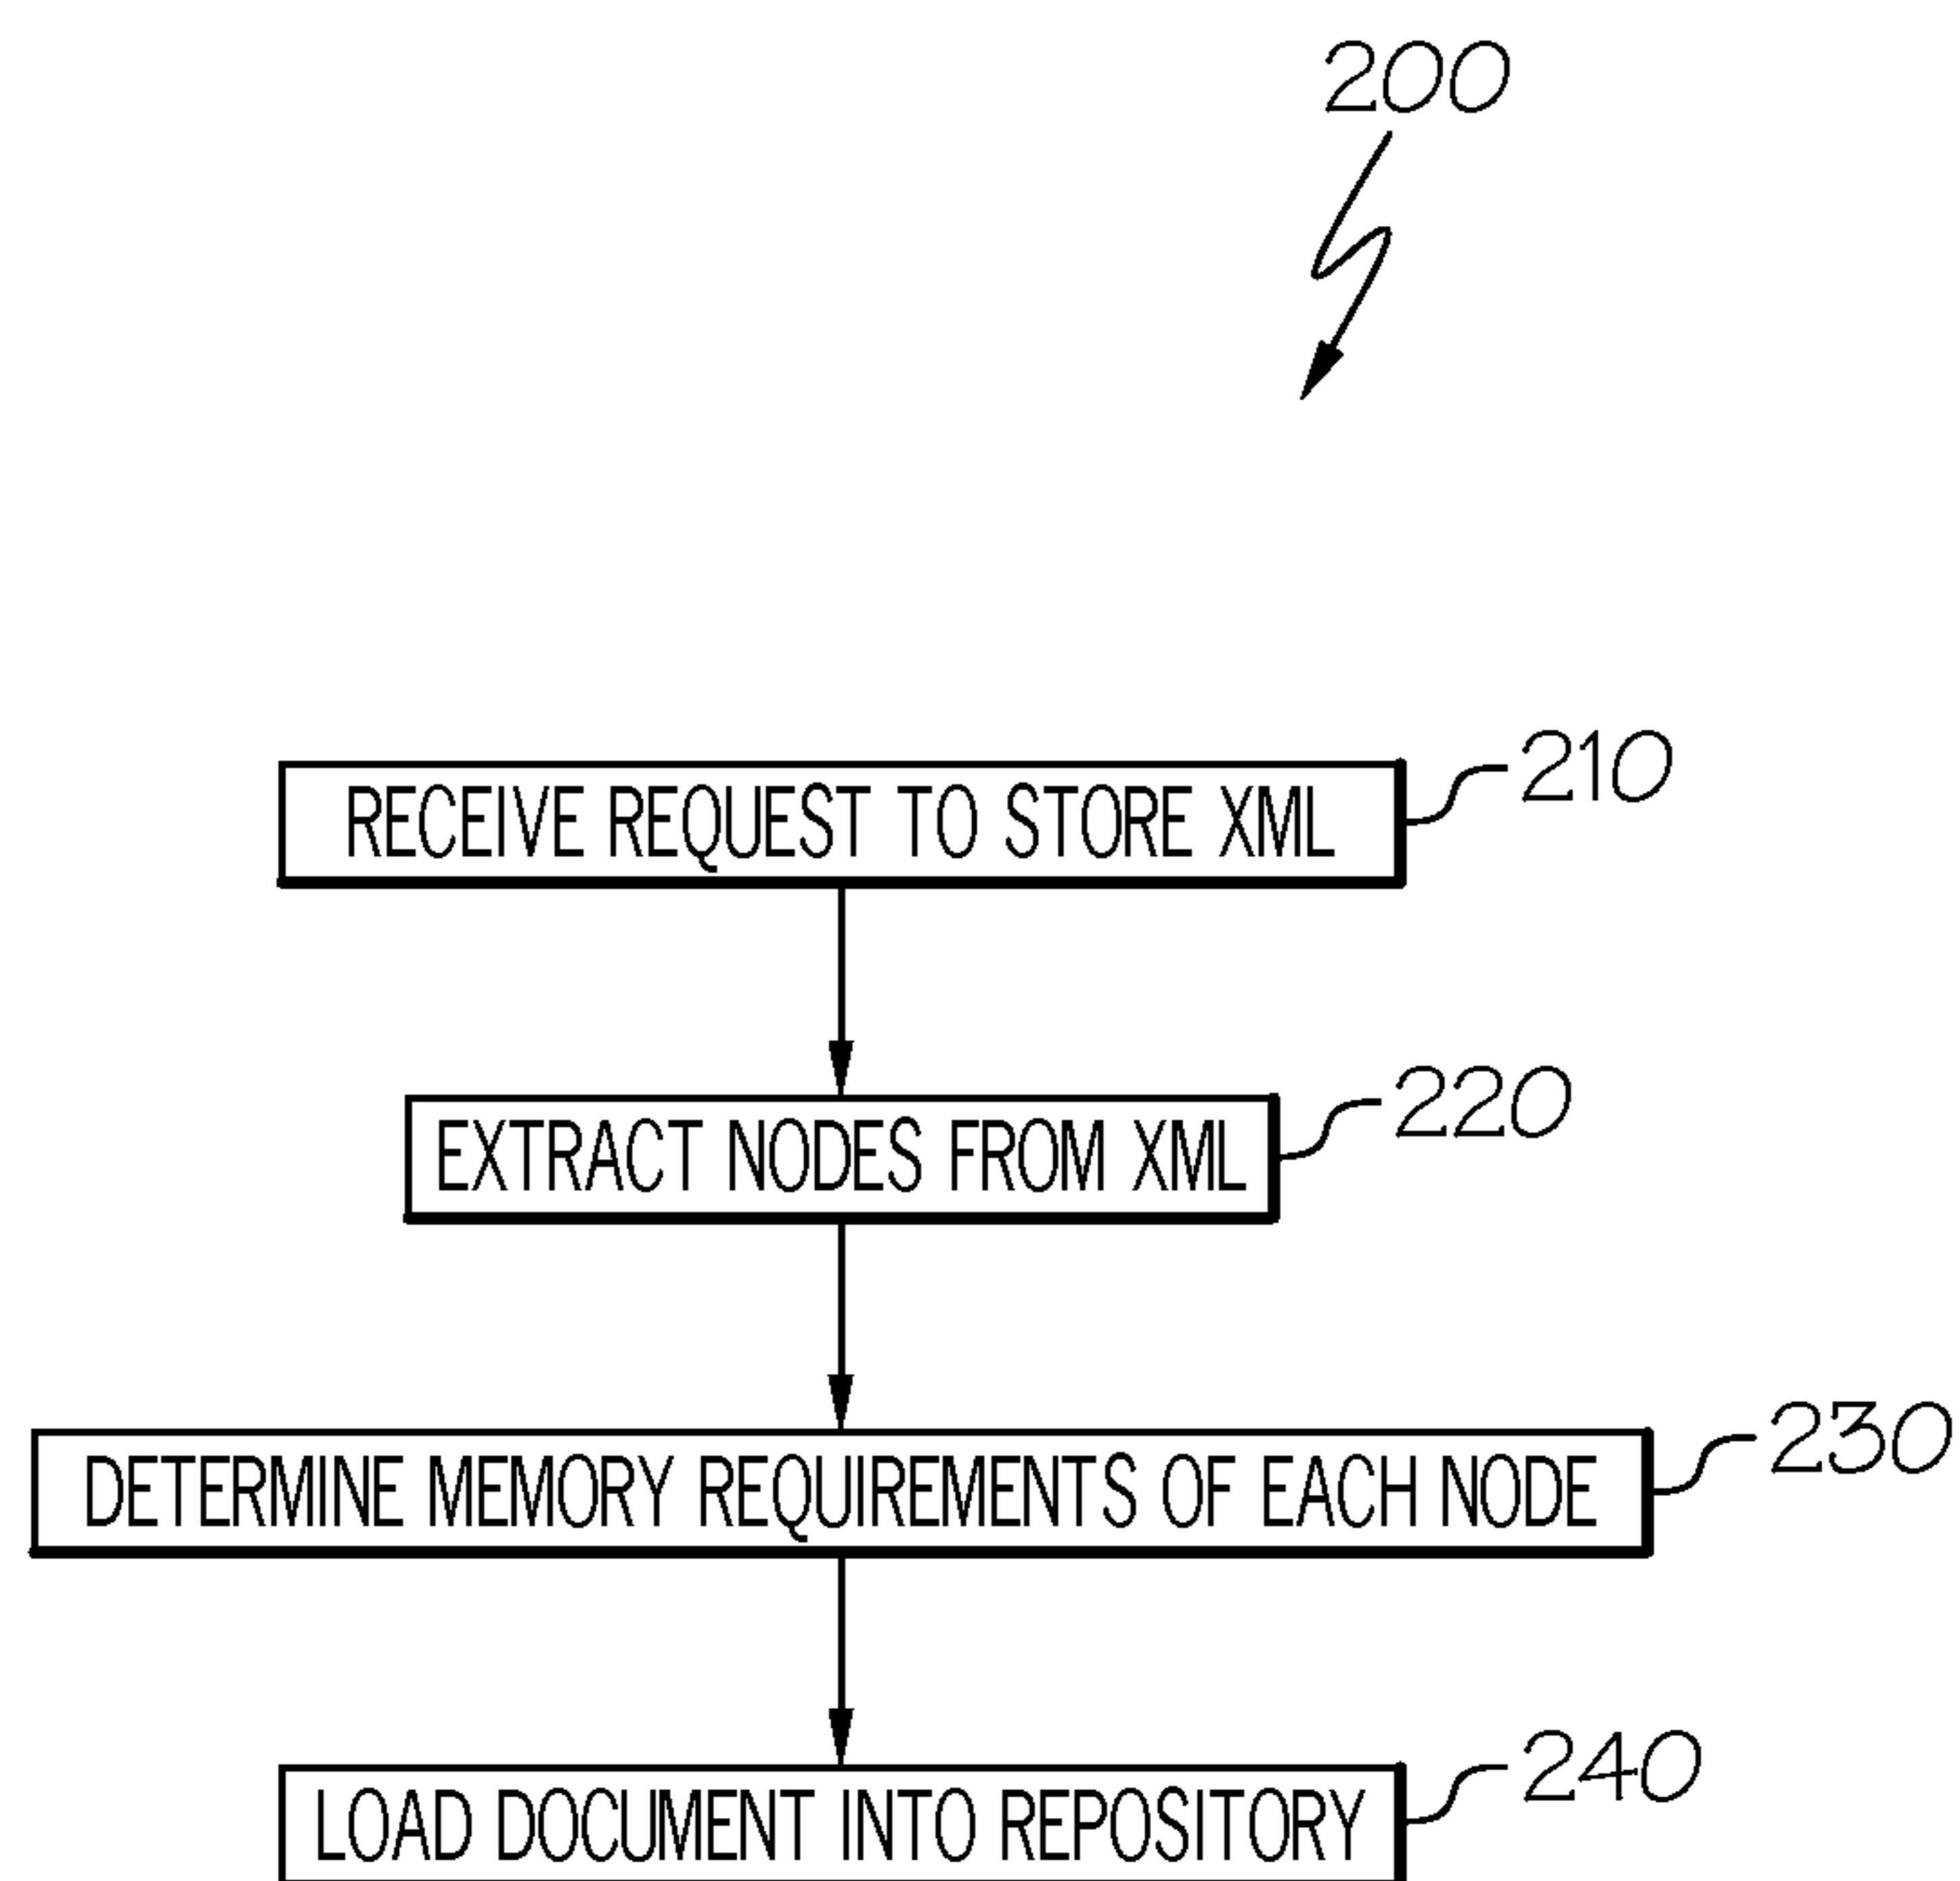 200
RECEIVE REQUEST TO STORE XML
210
EXTRACT NODES FROM XML
220
DETERMINE MEMORY REQUIREMENTS OF EACH NODE
230
LOAD DOCUMENT INTO REPOSITORY
240